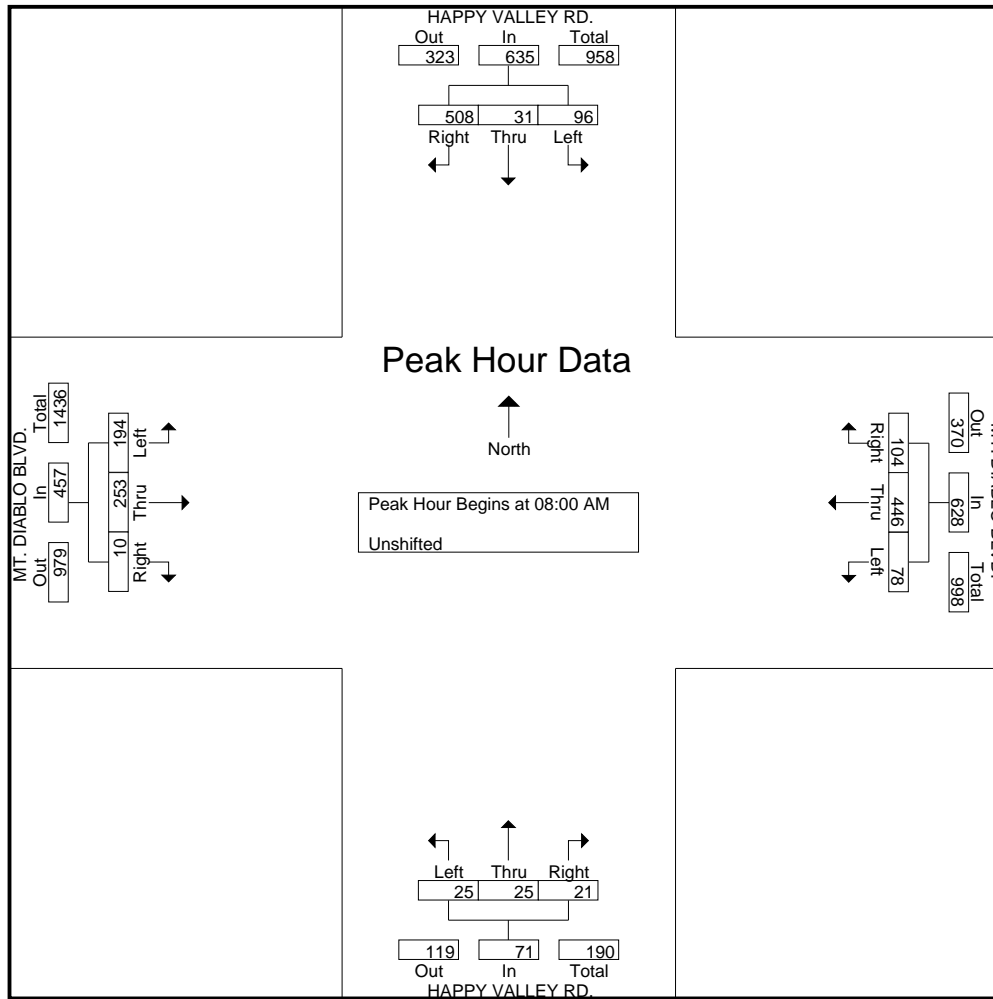 HAPPY VALLEY RD.
Out In Total
323 635 958
508 31 96
Right Thru Left
Peak Hour Data
North
Peak Hour Begins at 08:00 AM
Unshifted
MT. DIABLO BLVD.
Out In Total
979 457 1436
10 253 194
Right Thru Left
Out In Total
370 628 998
104 446 78
Right Thru Left
Left Thru Right
25 25 21
119 71 190
Out In Total
HAPPY VALLEY RD.